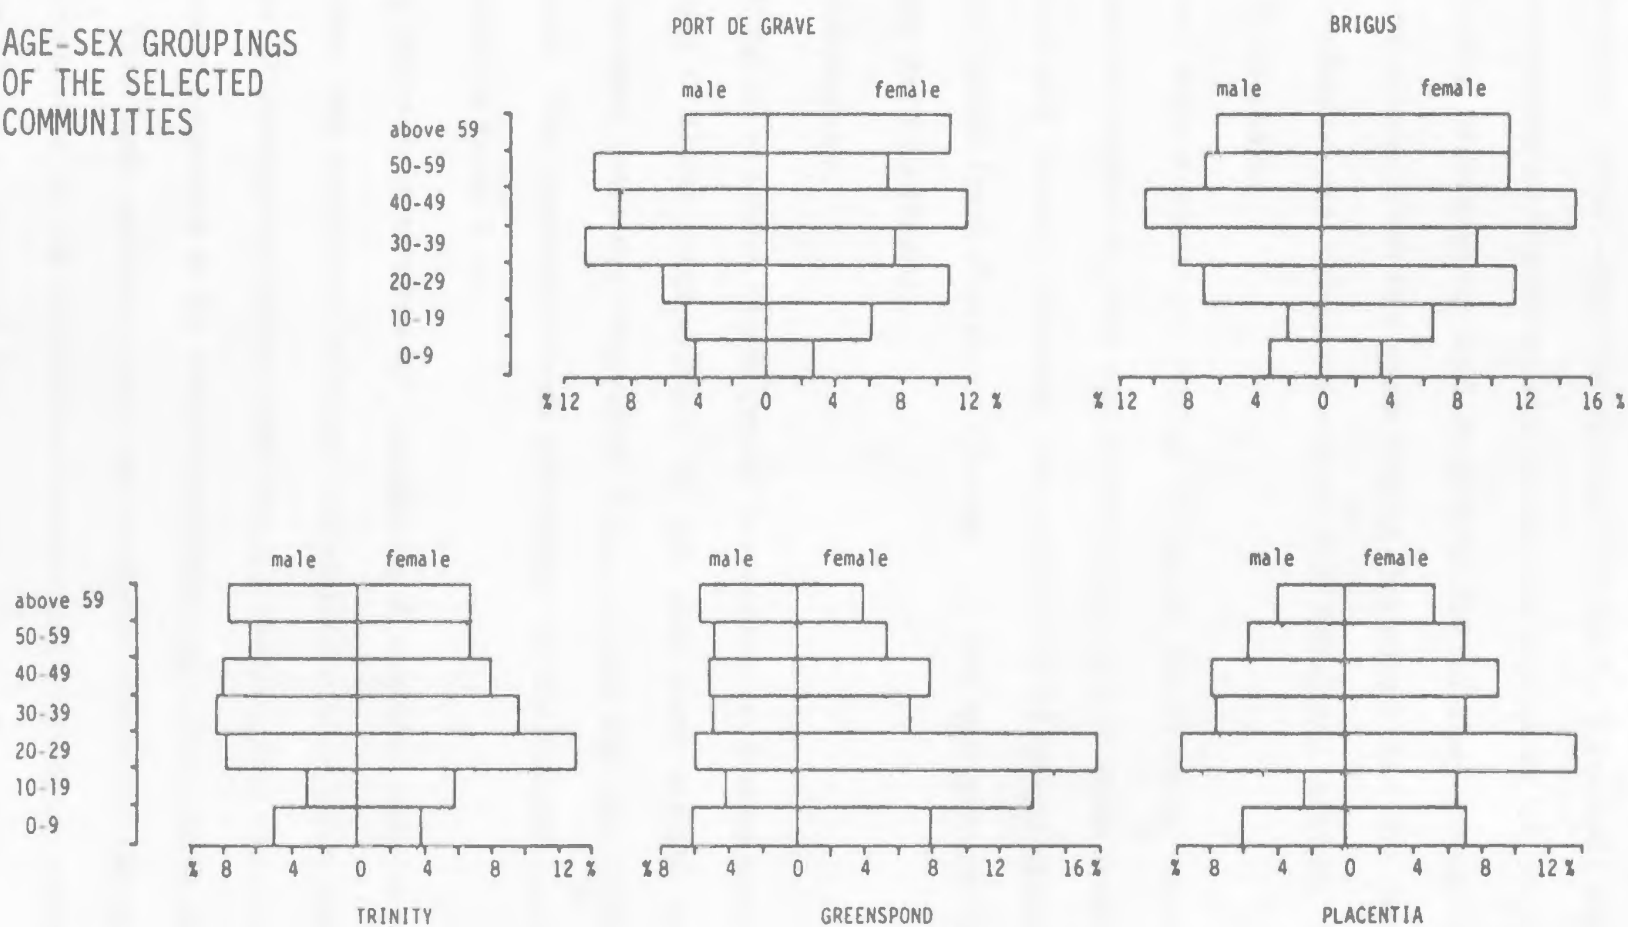 AGE-SEX GROUPINGS
OF THE SELECTED
COMMUNITIES
PORT DE GRAVE
male female
above 59
50-59
40-49
30-39
20-29
10-19
0-9
% 12 8 4 0 4 8 12 %
BRIGUS
male female
% 12 8 4 0 4 8 12 16 %
male female
above 59
50-59
40-49
30-39
20-29
10-19
0-9
% 8 4 0 4 8 12 %
TRINITY
male female
% 8 4 0 4 8 12 16 %
GREENSPOND
male female
% 8 4 0 4 8 12 %
PLACENTIA